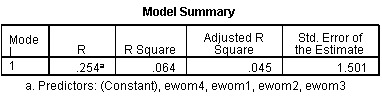 Model Summary
Mode l R R Square Adjusted R Square Std. Error of the Estimate
1 .254a .064 .045 1.501
a. Predictors: (Constant), ewom4, ewom1, ewom2, ewom3